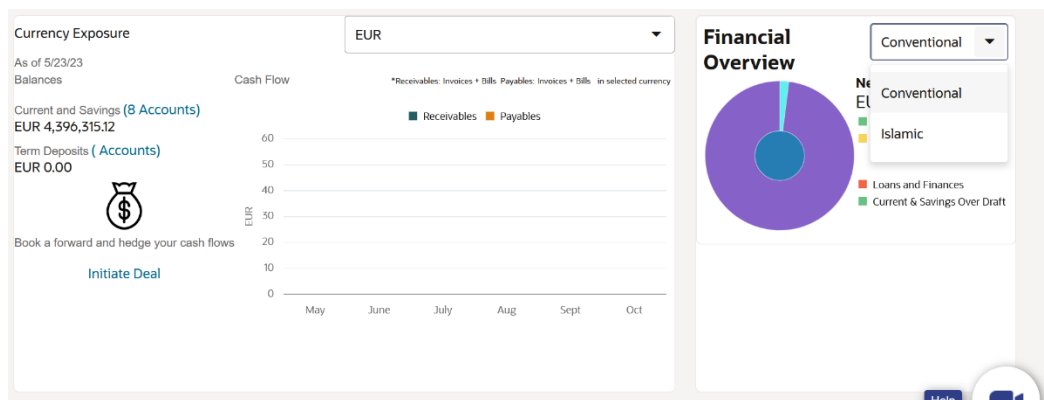 Currency Exposure
EUR
As of 5/23/23
Balances
Cash Flow
*Receivables: Invoices + Bills Payables: Invoices + Bills in selected currency
Current and Savings (8 Accounts)
EUR 4,396,315.12
Term Deposits ( Accounts)
EUR 0.00
Book a forward and hedge your cash flows
Initiate Deal
Receivables
Payables
60
50
40
30
20
10
0
EUR
May
June
July
Aug
Sept
Oct
Financial
Overview
Conventional
Conventional
Islamic
Loans and Finances
Current & Savings Over Draft
Help